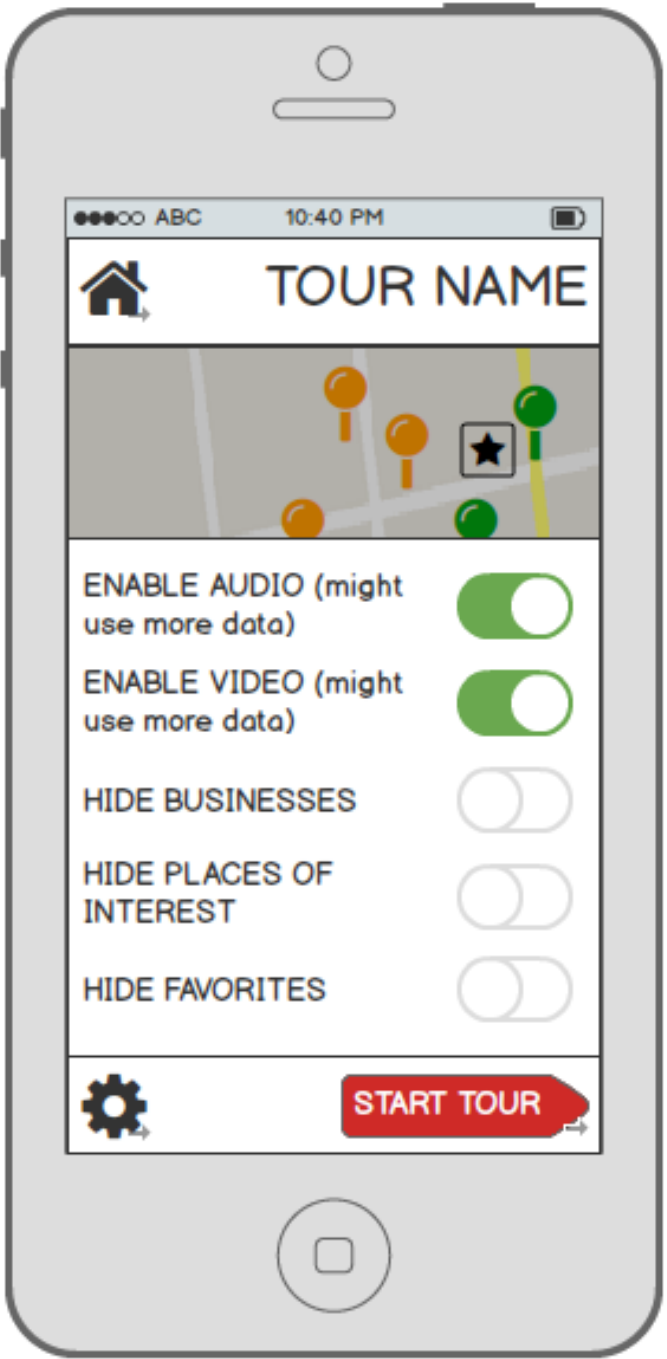 ABC 10:40 PM
TOUR NAME
ENABLE AUDIO (might
use more data)
ENABLE VIDEO (might
use more data)
HIDE BUSINESSES
HIDE PLACES OF
INTEREST
HIDE FAVORITES
START TOUR